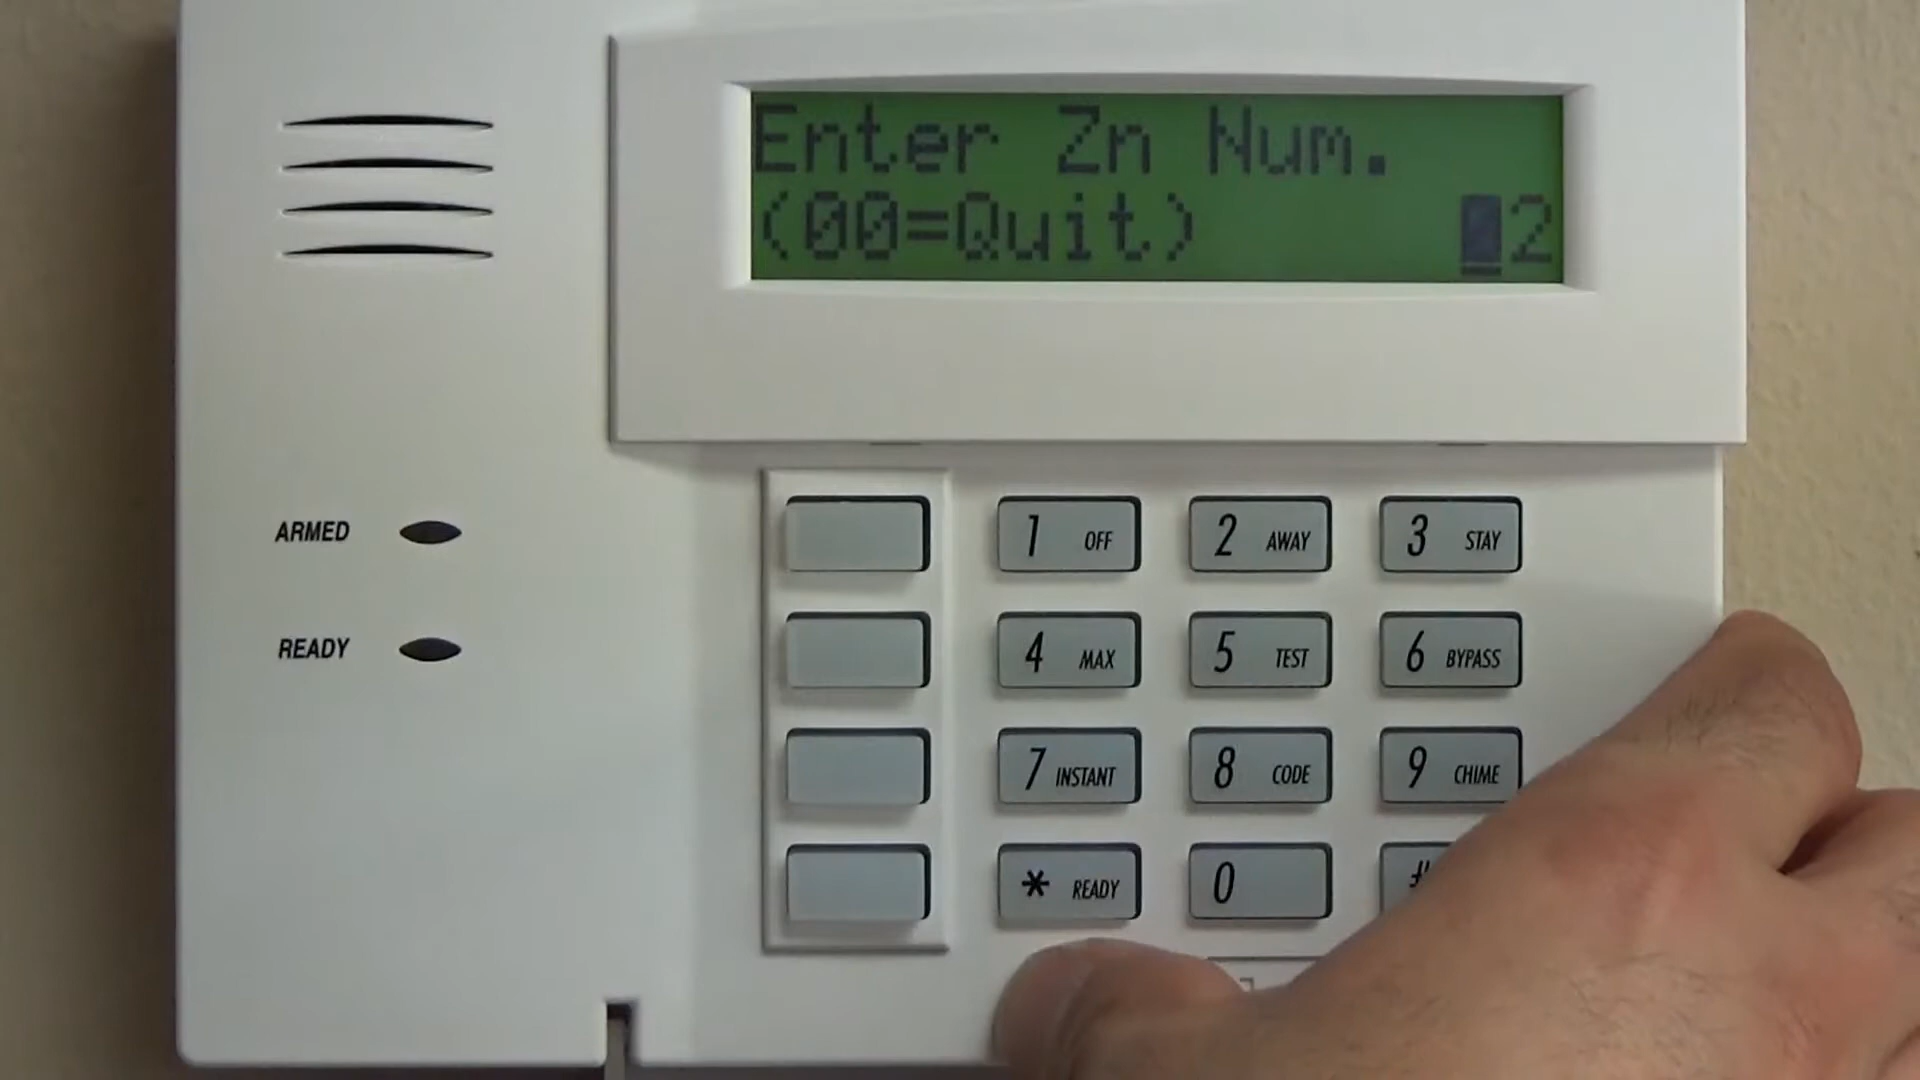 Enter Zn Num.
(00=Quit) 2
ARMED
READY
1 OFF
2 AWAY
3 STAY
4 MAX
5 TEST
6 BYPASS
7 INSTANT
8 CODE
9 CHIME
* READY
0
#